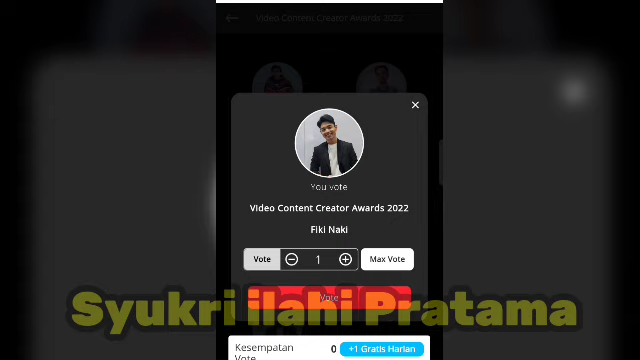 Video Content Creator Awards 2022
You vote
Video Content Creator Awards 2022
Fiki Naki
Vote
1
Max Vote
Vote
Syukri ilahi Pratama
Kesempatan
Vote
0
+1 Gratis Harian